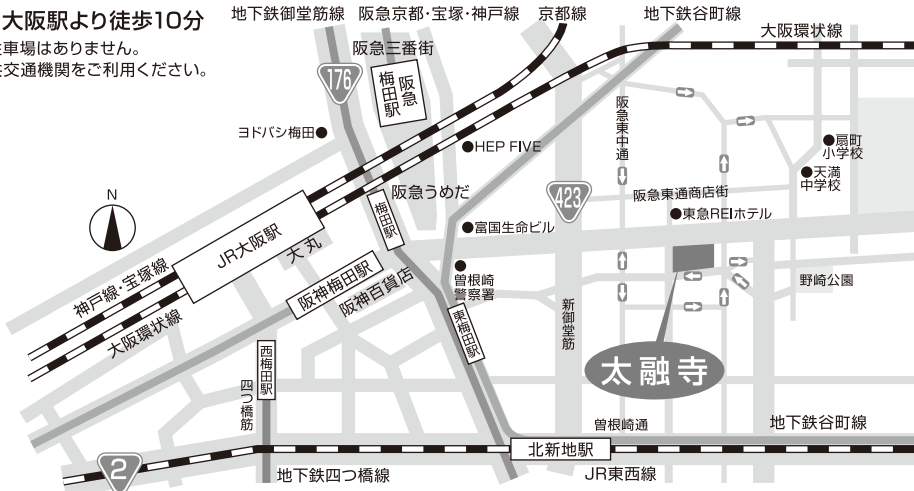 大阪駅より徒歩10分
車場はありません。
交通機関をご利用ください。
地下鉄御堂筋線
阪急京都・宝塚・神戸線
京都線
地下鉄谷町線
大阪環状線
阪急三番街
176
阪急
梅田駅
ヨドバシ梅田
HEP FIVE
阪急東中通
扇町
小学校
天満
中学校
阪急うめだ
梅田駅
423
阪急東通商店街
東急REIホテル
富国生命ビル
N
JR大阪駅
大丸
神戸線・宝塚線
大阪環状線
阪神梅田駅
阪神百貨店
曽根崎
警察署
東梅田駅
新御堂筋
野崎公園
太融寺
西梅田駅
四つ橋筋
曽根崎通
地下鉄谷町線
北新地駅
2
地下鉄四つ橋線
JR東西線